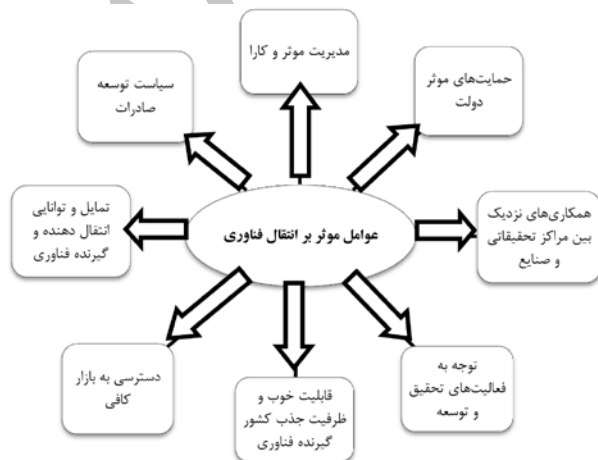 مدیریت موثر و کارا
حمایت‌های موثر
دولت
همکاری‌های نزدیک
بین مراکز تحقیقاتی
و صنایع
توجه به
فعالیت‌های تحقیق
و توسعه
قابلیت خوب و
ظرفیت جذب کشور
گیرنده فناوری
دسترسی به بازار
کافی
تمایل و توانایی
انتقال دهنده و
گیرنده فناوری
سیاست توسعه
صادرات
عوامل موثر بر انتقال فناوری